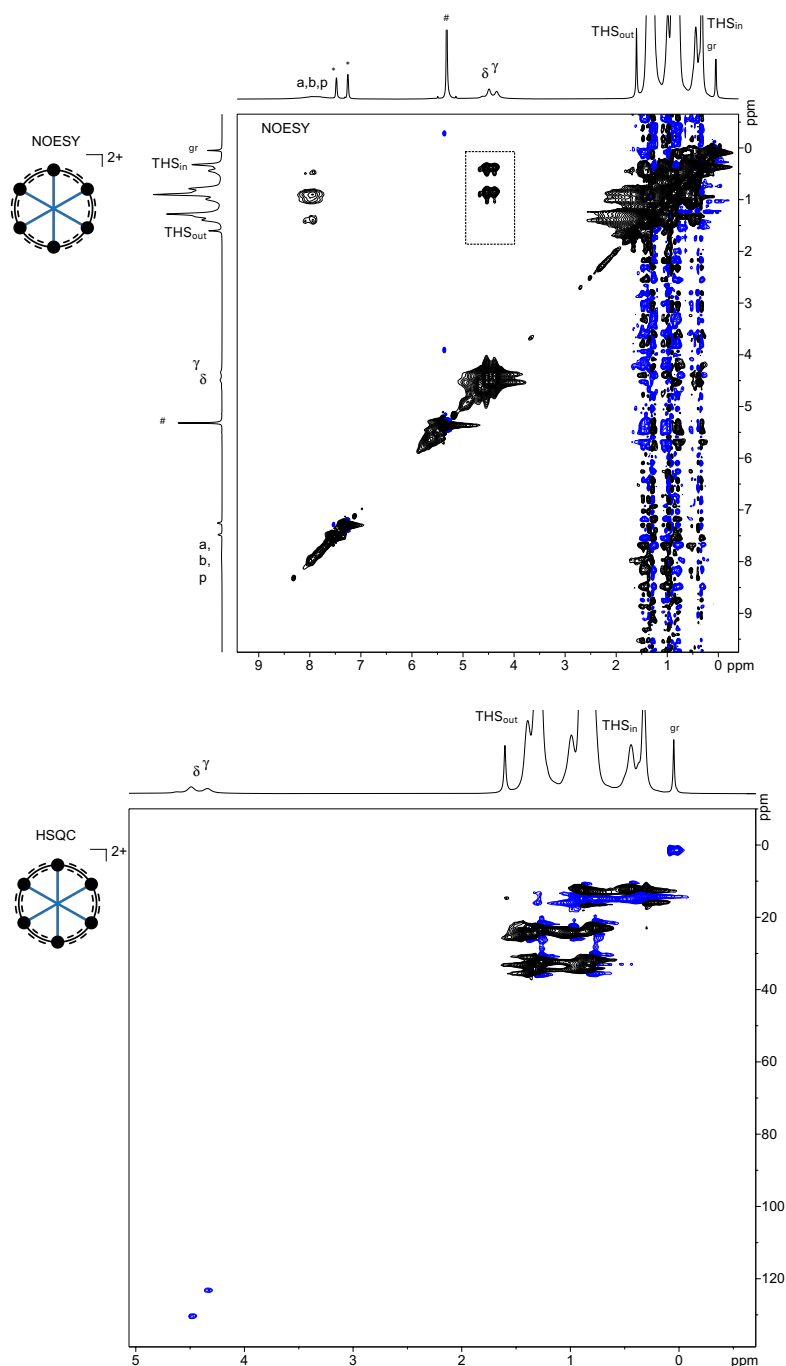 #
THSout
THSin
*
*
gr
a,b,p
δ γ
ppm
NOESY
NOESY
2+
gr
THSin
THSout
γ
δ
#
a,
b,
p
0
1
2
3
4
5
6
7
8
9
9 8 7 6 5 4 3 2 1 0 ppm
THSout
THSin
gr
δ γ
ppm
HSQC
2+
0
20
40
60
80
100
120
5 4 3 2 1 0 ppm